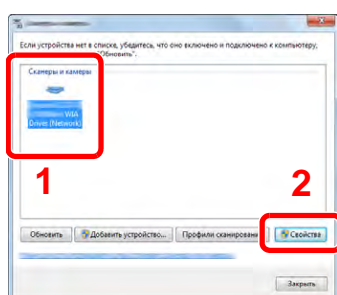 Если устройства нет в списке, убедитесь, что оно включено и подключено к компьютеру,
"Обновить".
Сканеры и камеры
WIA
Driver (Network)
1
2
Обновить
Добавить устройство...
Профили сканирован
Свойства
Закрыть